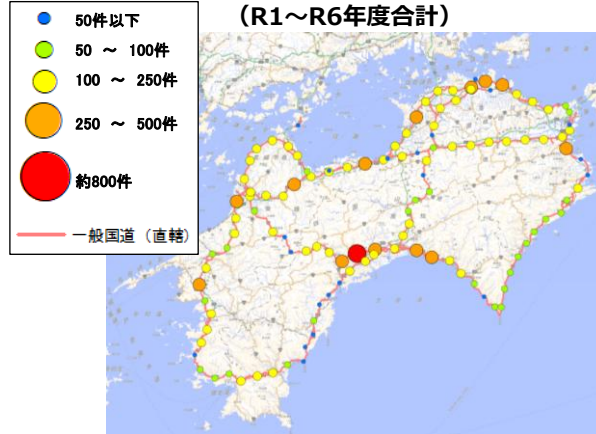 （R1～R6年度合計）
50件以下
50 ～ 100件
100 ～ 250件
250 ～ 500件
約800件
一般国道（直轄）